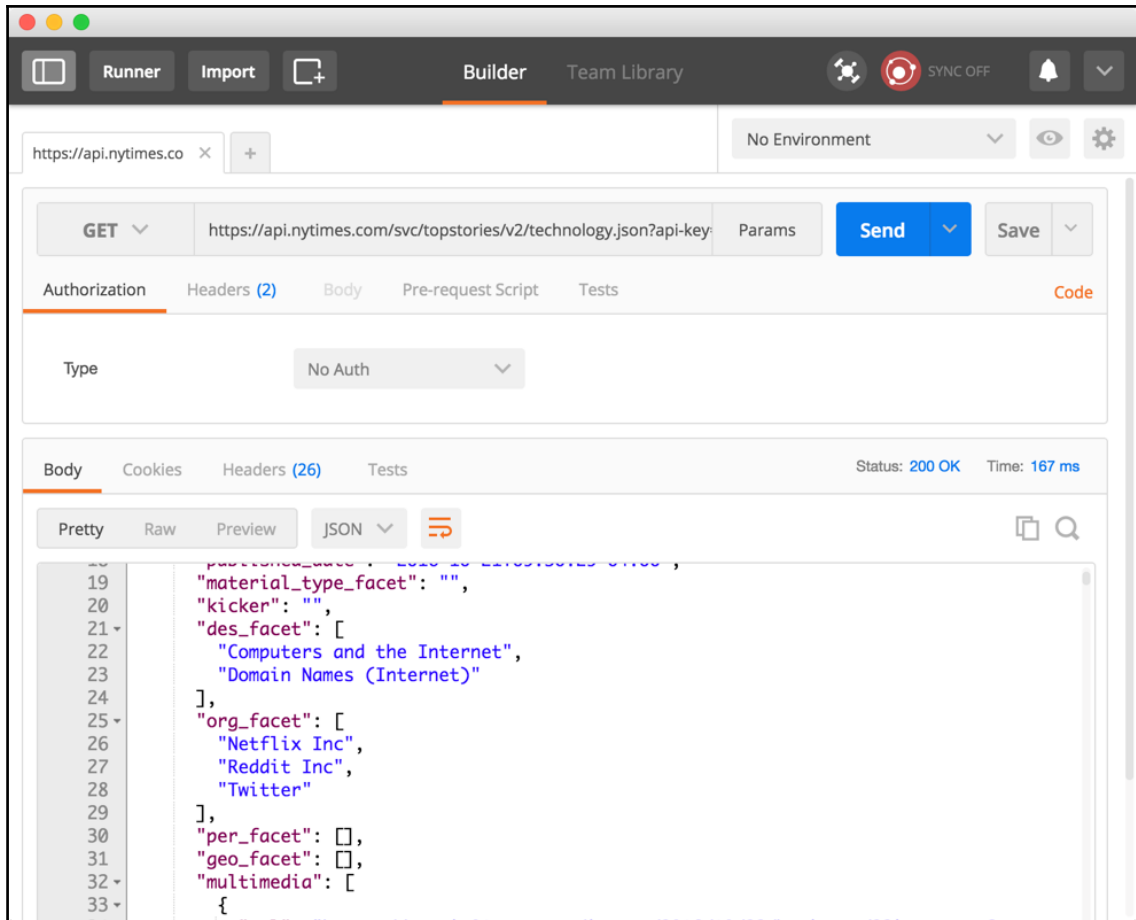 Runner Import Builder Team Library SYNC OFF
https://api.nytimes.co × + No Environment
GET https://api.nytimes.com/svc/topstories/v2/technology.json?api-key Params Send Save
Authorization Headers (2) Body Pre-request Script Tests Code
Type No Auth
Body Cookies Headers (26) Tests Status: 200 OK Time: 167 ms
Pretty Raw Preview JSON
19 "material_type_facet": "",
20 "kicker": "",
21 "des_facet": [
22 "Computers and the Internet",
23 "Domain Names (Internet)"
24 ],
25 "org_facet": [
26 "Netflix Inc",
27 "Reddit Inc",
28 "Twitter"
29 ],
30 "per_facet": [],
31 "geo_facet": [],
32 "multimedia": [
33 {